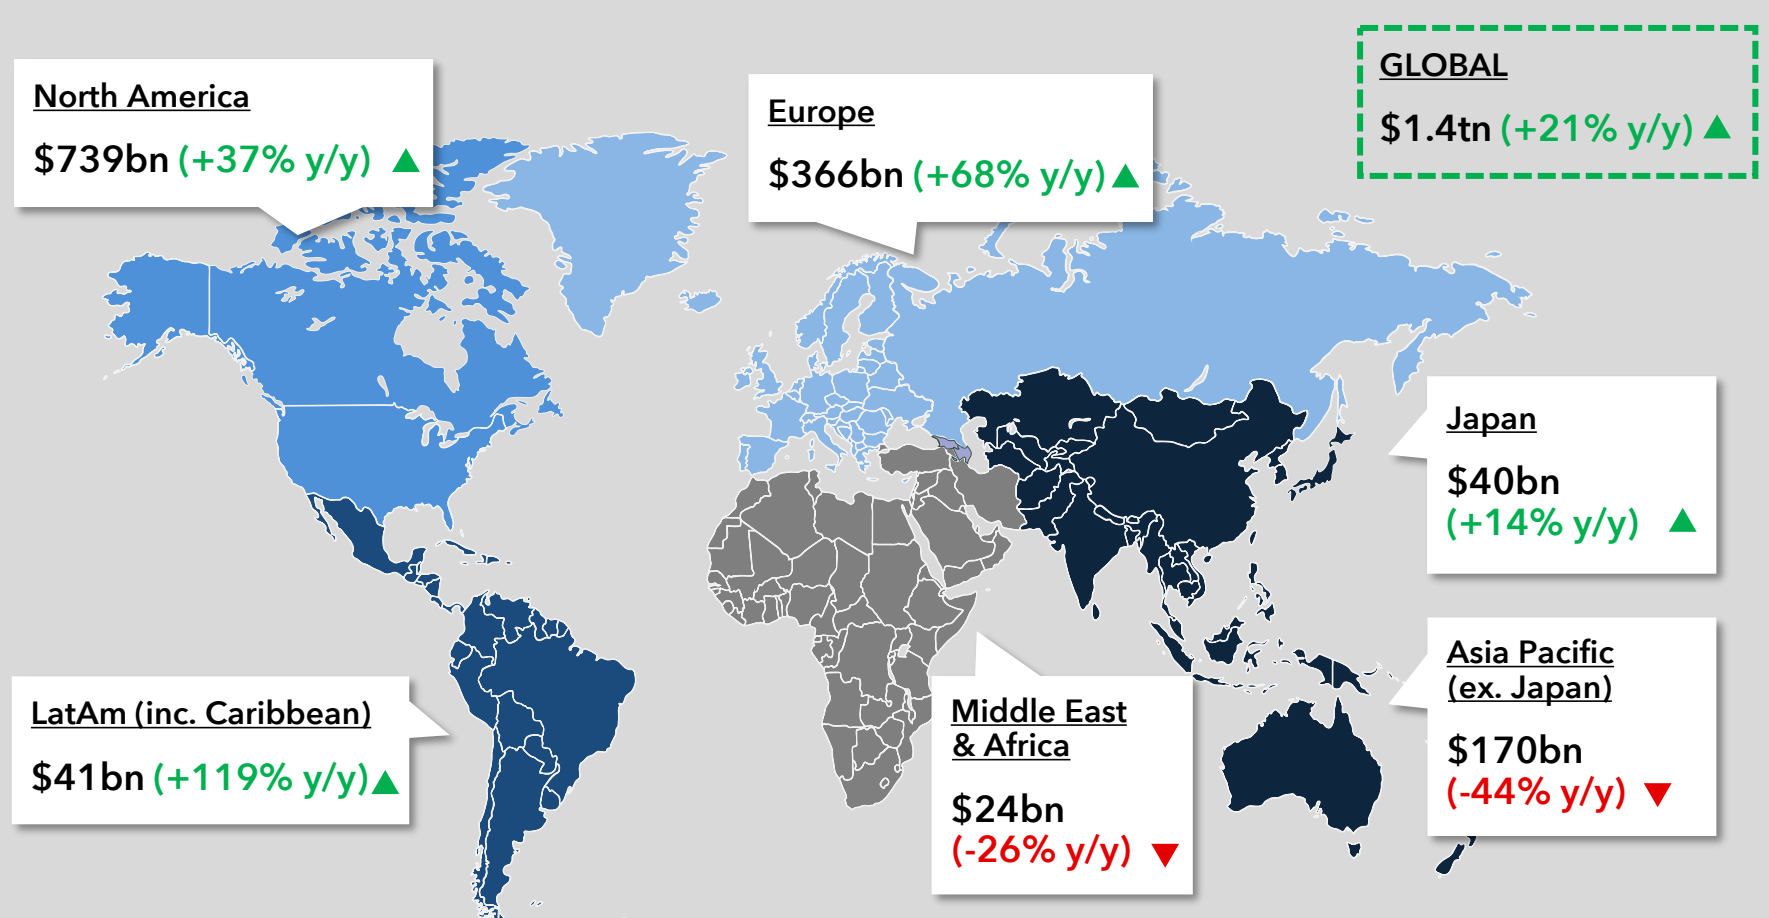 GLOBAL
$1.4tn (+21% y/y) ▲
North America
$739bn (+37% y/y) ▲
Europe
$366bn (+68% y/y) ▲
Japan
$40bn
(+14% y/y) ▲
LatAm (inc. Caribbean)
$41bn (+119% y/y) ▲
Middle East
& Africa
$24bn
(-26% y/y) ▼
Asia Pacific
(ex. Japan)
$170bn
(-44% y/y) ▼